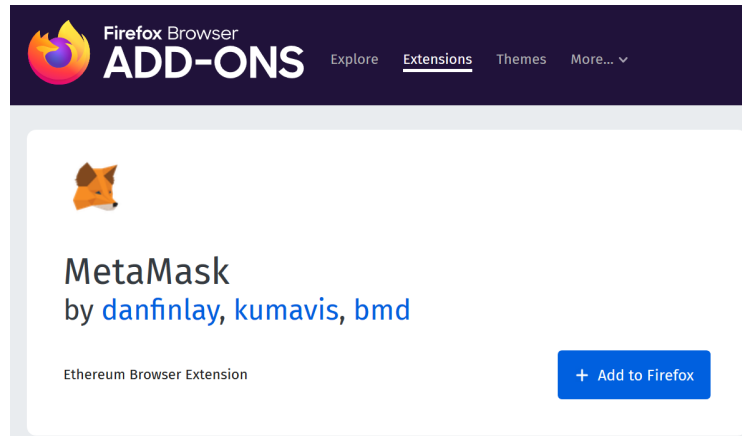 Firefox Browser
ADD-ONS
Explore Extensions Themes More...
MetaMask
by danfinlay, kumavis, bmd
Ethereum Browser Extension
+ Add to Firefox